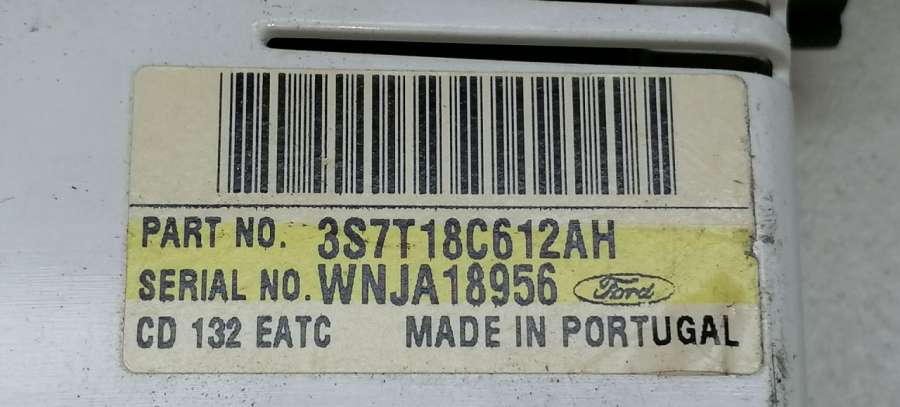 PART NO. 3S7T18C612AH
SERIAL NO. WNJA18956 Ford
CD 132 EATC MADE IN PORTUGAL